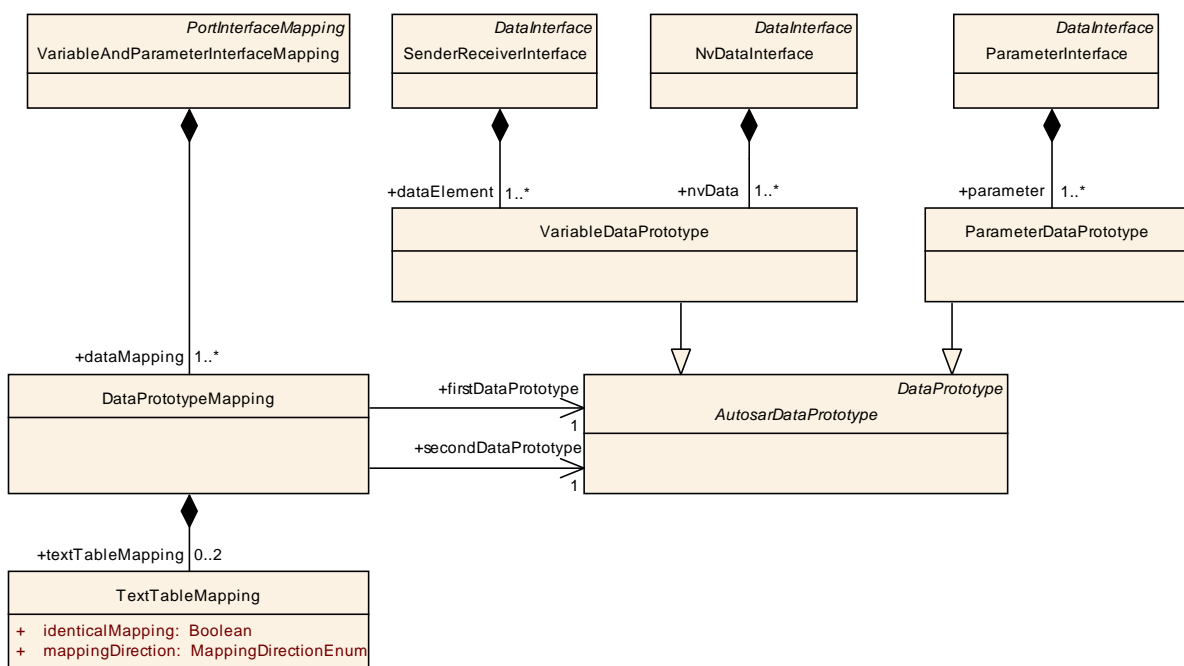 PortInterfaceMapping
VariableAndParameterInterfaceMapping
DataInterface
SenderReceiverInterface
DataInterface
NvDataInterface
DataInterface
ParameterInterface
+dataElement 1..*
+nvData 1..*
+parameter 1..*
VariableDataPrototype
ParameterDataPrototype
+dataMapping 1..*
DataPrototypeMapping
+firstDataPrototype
1
+secondDataPrototype
1
DataPrototype
AutosarDataPrototype
+textTableMapping 0..2
TextTableMapping
+ identicalMapping: Boolean
+ mappingDirection: MappingDirectionEnum